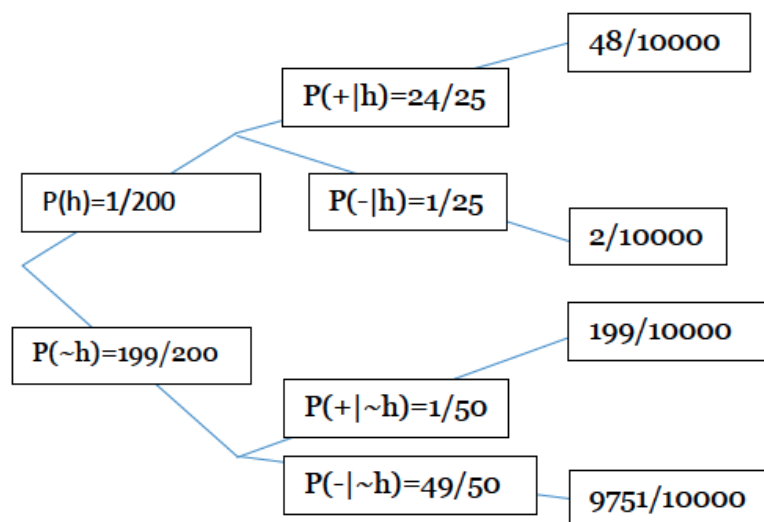 48/10000
P(+|h)=24/25
P(h)=1/200
P(-|h)=1/25
2/10000
199/10000
P(~h)=199/200
P(+|~h)=1/50
P(-|~h)=49/50
9751/10000